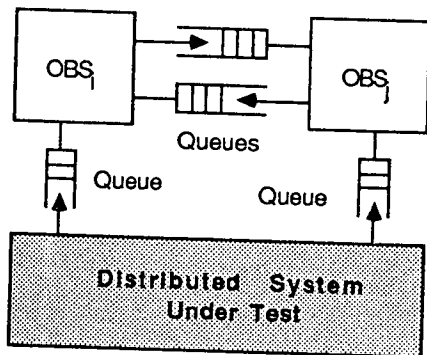 OBSi
OBSj
Queues
Queue
Queue
Distributed System
Under Test